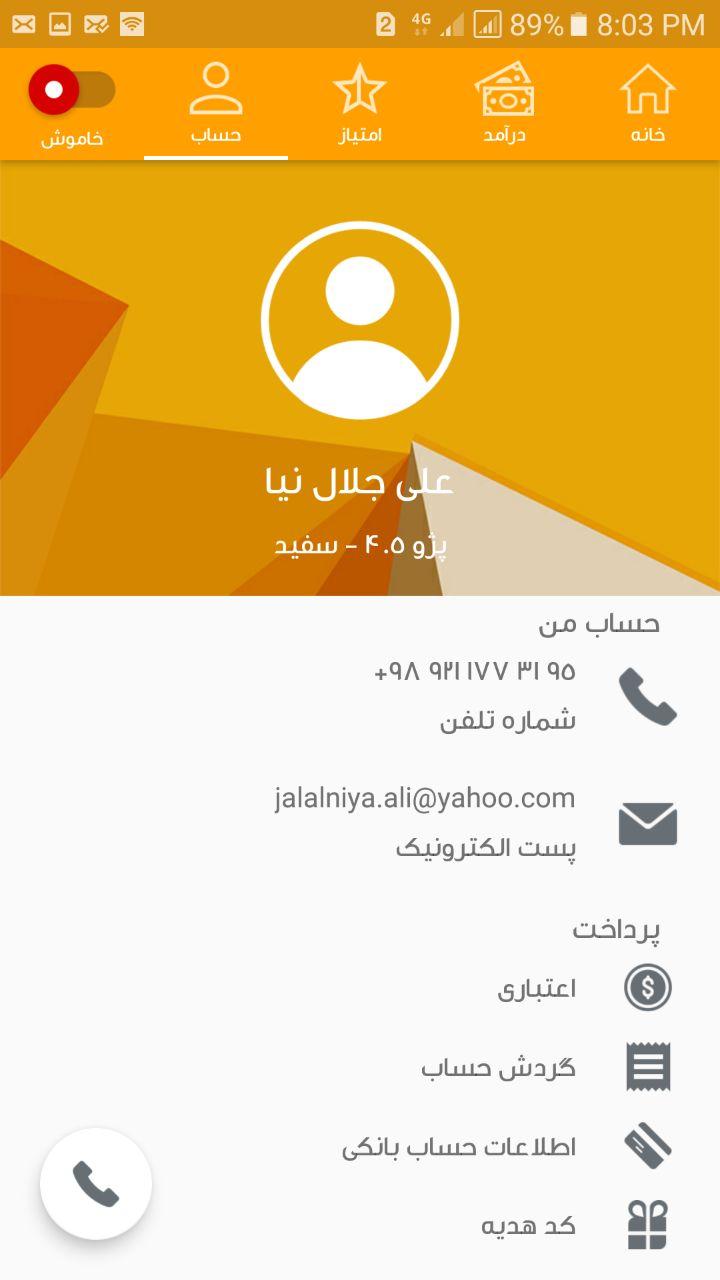 2 4G 89% 8:03 PM
خانه
درآمد
امتیاز
حساب
خاموش
علی جلال نیا
پژو ۴۰۵ - سفید
حساب من
+۹۸ ۹۲۱ ۱۷۷ ۳۱ ۹۵
شماره تلفن
jalalniya.ali@yahoo.com
پست الکترونیک
پرداخت
اعتباری
گردش حساب
اطلاعات حساب بانکی
کد هدیه